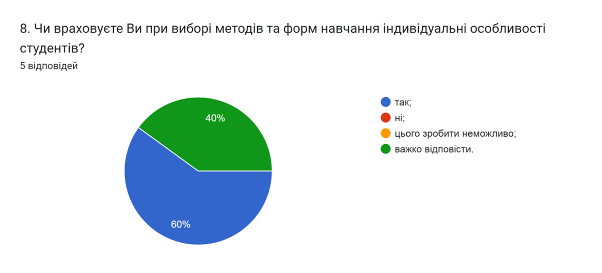 8. Чи враховуєте Ви при виборі методів та форм навчання індивідуальні особливості
студентів?
5 відповідей
40%
60%
так;
ні;
цього зробити неможливо;
важко відповісти.